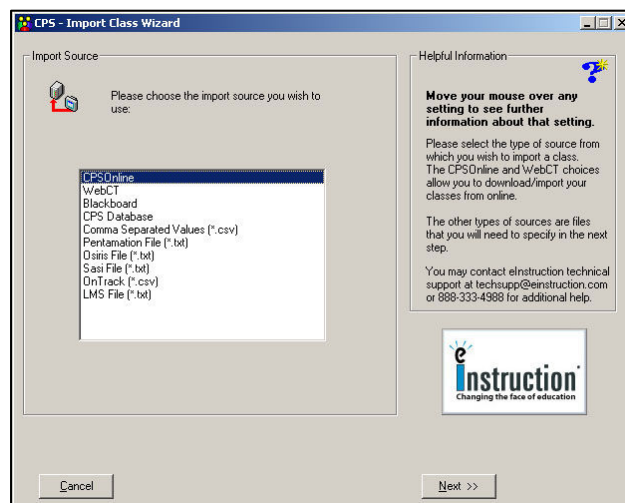 CPS - Import Class Wizard
Import Source
Please choose the import source you wish to
use:
CPSOnline
WebCT
Blackboard
CPS Database
Comma Separated Values (*.csv)
Pentamation File (*.txt)
Osiris File (*.txt)
Sasi File (*.txt)
OnTrack (*.csv)
LMS File (*.txt)
Helpful Information
Move your mouse over any
setting to see further
information about that setting.
Please select the type of source from
which you wish to import a class.
The CPSOnline and WebCT choices
allow you to download/import your
classes from online.
The other types of sources are files
that you will need to specify in the next
step.
You may contact eInstruction technical
support at techsupp@einstruction.com
or 888-333-4988 for additional help.
eInstruction
Changing the face of education
Cancel
Next >>